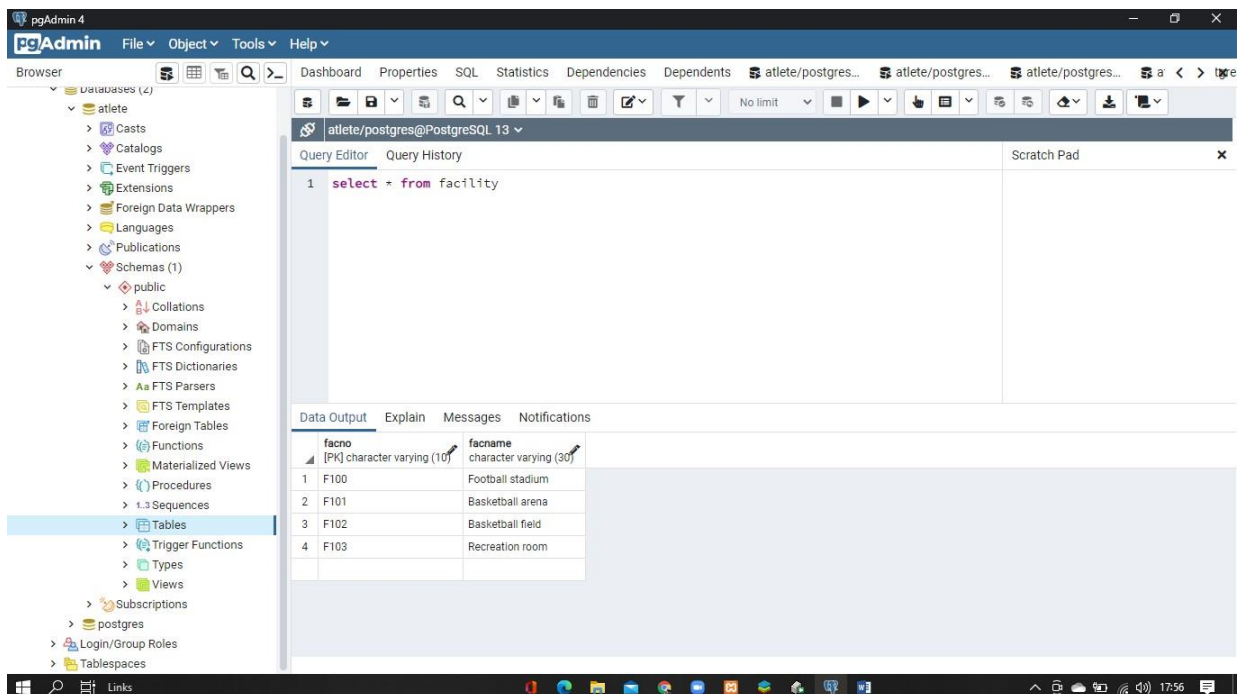 pgAdmin 4
pgAdmin File Object Tools Help
Browser
Dashboard Properties SQL Statistics Dependencies Dependents atlete/postgres... atlete/postgres... atlete/postgres...
No limit
atlete/postgres@PostgreSQL 13
Query Editor Query History
Scratch Pad
1 select * from facility
Databases (2)
atlete
Casts
Catalogs
Event Triggers
Extensions
Foreign Data Wrappers
Languages
Publications
Schemas (1)
public
Collations
Domains
FTS Configurations
FTS Dictionaries
Aa FTS Parsers
FTS Templates
Foreign Tables
Functions
Materialized Views
Procedures
1..3 Sequences
Tables
Trigger Functions
Types
Views
Subscriptions
postgres
Login/Group Roles
Tablespaces
Data Output Explain Messages Notifications
facno facname
[PK] character varying (10) character varying (30)
1 F100 Football stadium
2 F101 Basketball arena
3 F102 Basketball field
4 F103 Recreation room
Links
17:56